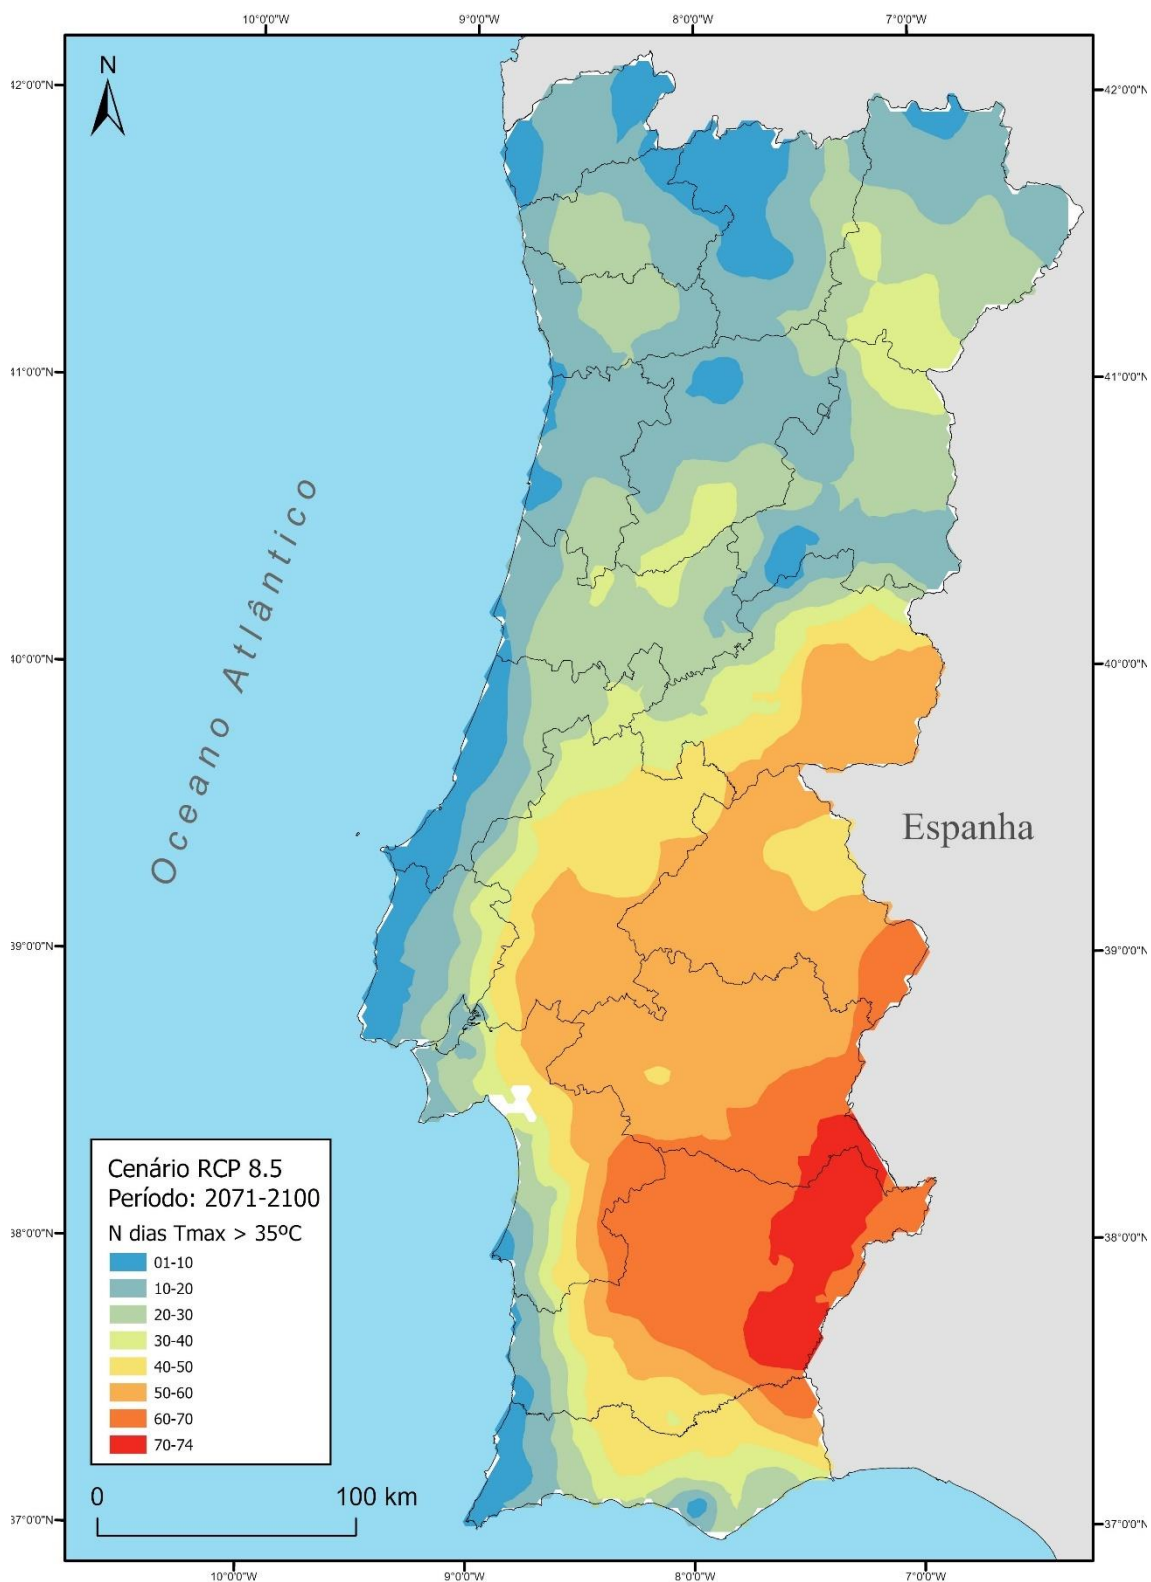 10°0'0"W 9°0'0"W 8°0'0"W 7°0'0"W
N
42°0'0"N 42°0'0"N
41°0'0"N 41°0'0"N
Oceano Atlântico
40°0'0"N 40°0'0"N
Espanha
39°0'0"N 39°0'0"N
38°0'0"N 38°0'0"N
Cenário RCP 8.5
Período: 2071-2100
N dias Tmax > 35ºC
01-10
10-20
20-30
30-40
40-50
50-60
60-70
70-74
0 100 km
37°0'0"N 37°0'0"N
10°0'0"W 9°0'0"W 8°0'0"W 7°0'0"W